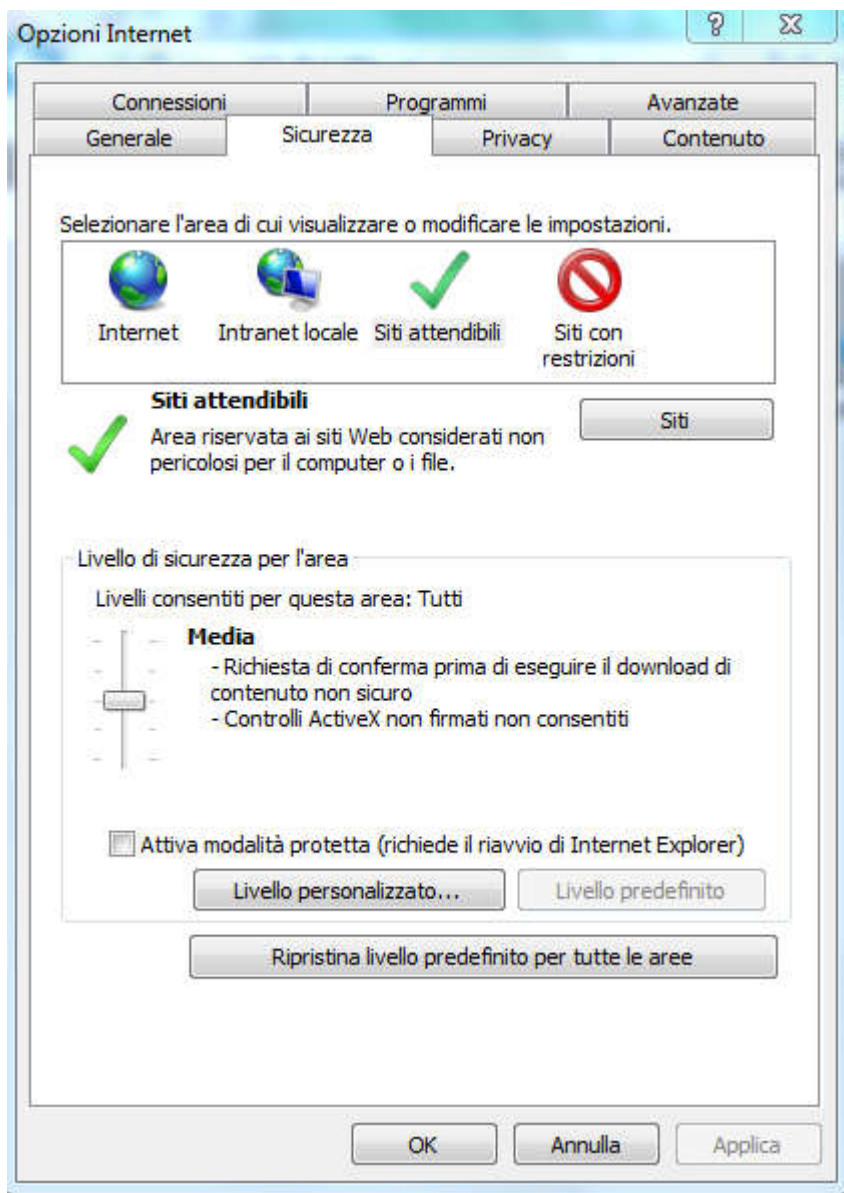 Opzioni Internet
?
Connessioni Programmi Avanzate
Generale Sicurezza Privacy Contenuto
Selezionare l'area di cui visualizzare o modificare le impostazioni.
Internet Intranet locale Siti attendibili Siti con
restrizioni
Siti attendibili
Siti
Area riservata ai siti Web considerati non
pericolosi per il computer o i file.
Livello di sicurezza per l'area
Livelli consentiti per questa area: Tutti
Media
- Richiesta di conferma prima di eseguire il download di
contenuto non sicuro
- Controlli ActiveX non firmati non consentiti
Attiva modalità protetta (richiede il riavvio di Internet Explorer)
Livello personalizzato... Livello predefinito
Ripristina livello predefinito per tutte le aree
OK Annulla Applica